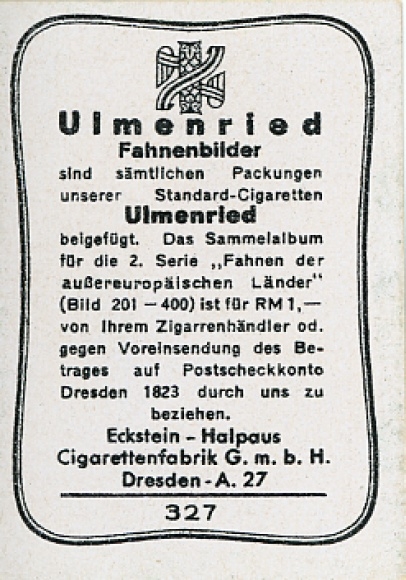 Ulmenried
Fahnenbilder
sind sämtlichen Packungen
unserer Standard-Cigaretten
Ulmenried
beigefügt. Das Sammelalbum
für die 2. Serie „Fahnen der
außereuropäischen Länder"
(Bild 201 — 400) ist für RM 1,—
von Ihrem Zigarrenhändler od.
gegen Voreinsendung des Be-
trages auf Postscheckkonto
Dresden 1823 durch uns zu
beziehen.
Eckstein - Halpaus
Cigarettenfabrik G. m. b. H.
Dresden - A. 27
327